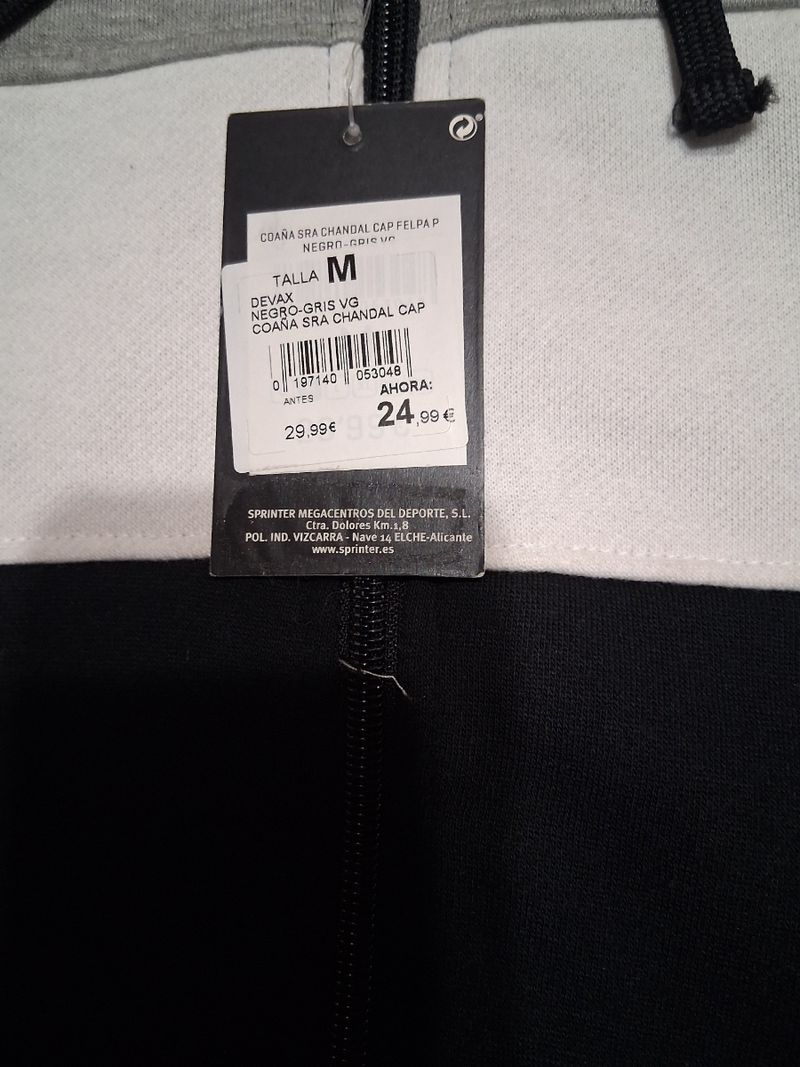 COAÑA SRA CHANDAL CAP FELPA P
NEGRO-GRIS VG
TALLA M
DEVAX
NEGRO-GRIS VG
COAÑA SRA CHANDAL CAP
0 197140 053048
ANTES
AHORA:
29,99€
24,99€
SPRINTER MEGACENTROS DEL DEPORTE, S.L.
Ctra. Dolores Km.1,8
POL. IND. VIZCARRA - Nave 14 ELCHE-Alicante
www.sprinter.es